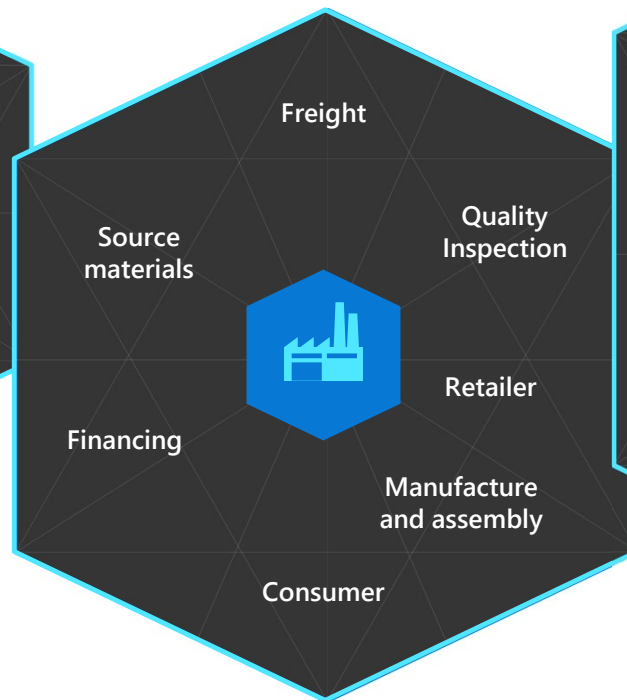 Freight
Quality
Inspection
Source
materials
Retailer
Financing
Manufacture
and assembly
Consumer